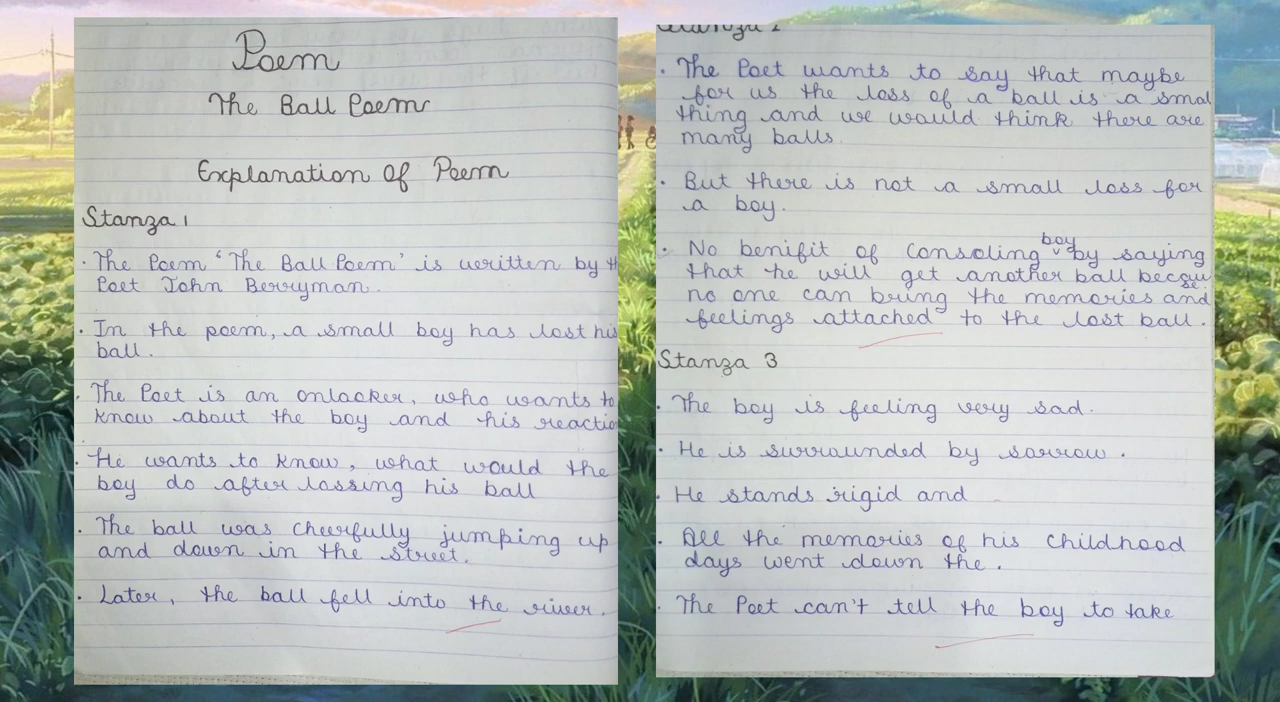 Poem
The Ball Poem
Explanation Of Poem
Stanza 1
· The Poem ‘The Ball Poem’ is written by th
Poet John Berryman.
· In the poem, a small boy has lost his
ball.
· The Poet is an onlooker, who wants to
know about the boy and his reaction
· He wants to know, what would the
boy do after lossing his ball
· The ball was cheerfully jumping up
and down in the street.
· Later, the ball fell into the river.
Stanza 2
· The Poet wants to say that maybe
for us the loss of a ball is a smal
thing and we would think there are
many balls.
· But there is not a small loss for
a boy.
· No benifit of consoling boy by saying
that he will get another ball becau
se
no one can bring the memories and
feelings attached to the lost ball.
Stanza 3
· The boy is feeling very sad.
· He is surrounded by sorrow.
· He stands rigid and
· All the memories of his childhood
days went down the.
· The Poet can't tell the boy to take